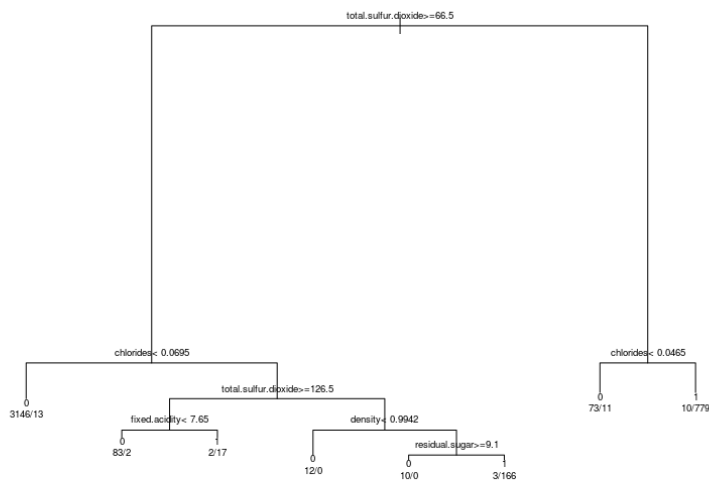 total.sulfur.dioxide>=66.5
chlorides< 0.0695
chlorides< 0.0465
total.sulfur.dioxide>=126.5
0
3146/13
0
73/11
1
10/779
fixed.acidity< 7.65
density< 0.9942
0
83/2
1
2/17
residual.sugar>=9.1
0
12/0
0
10/0
1
3/166